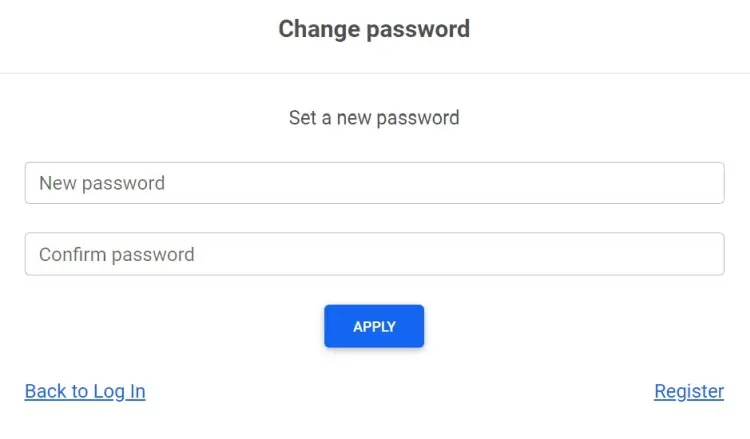 Change password
Set a new password
New password
Confirm password
APPLY
Back to Log In
Register